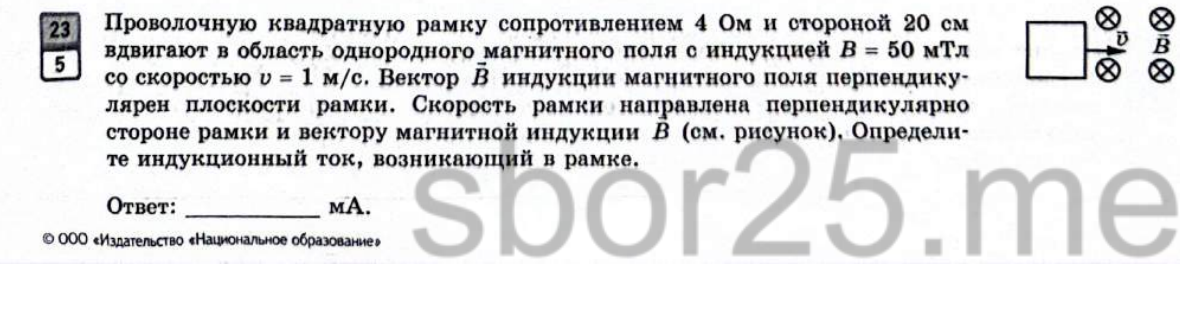 23
5
Проволочную квадратную рамку сопротивлением 4 Ом и стороной 20 см
вдвигают в область однородного магнитного поля с индукцией B = 50 мТл
со скоростью υ = 1 м/с. Вектор B⃗ индукции магнитного поля перпендику-
лярен плоскости рамки. Скорость рамки направлена перпендикулярно
стороне рамки и вектору магнитной индукции B⃗ (см. рисунок). Определи-
те индукционный ток, возникающий в рамке.
υ⃗
B⃗
Ответ: ____________ мА.
© ООО «Издательство «Национальное образование»
sbor25.me